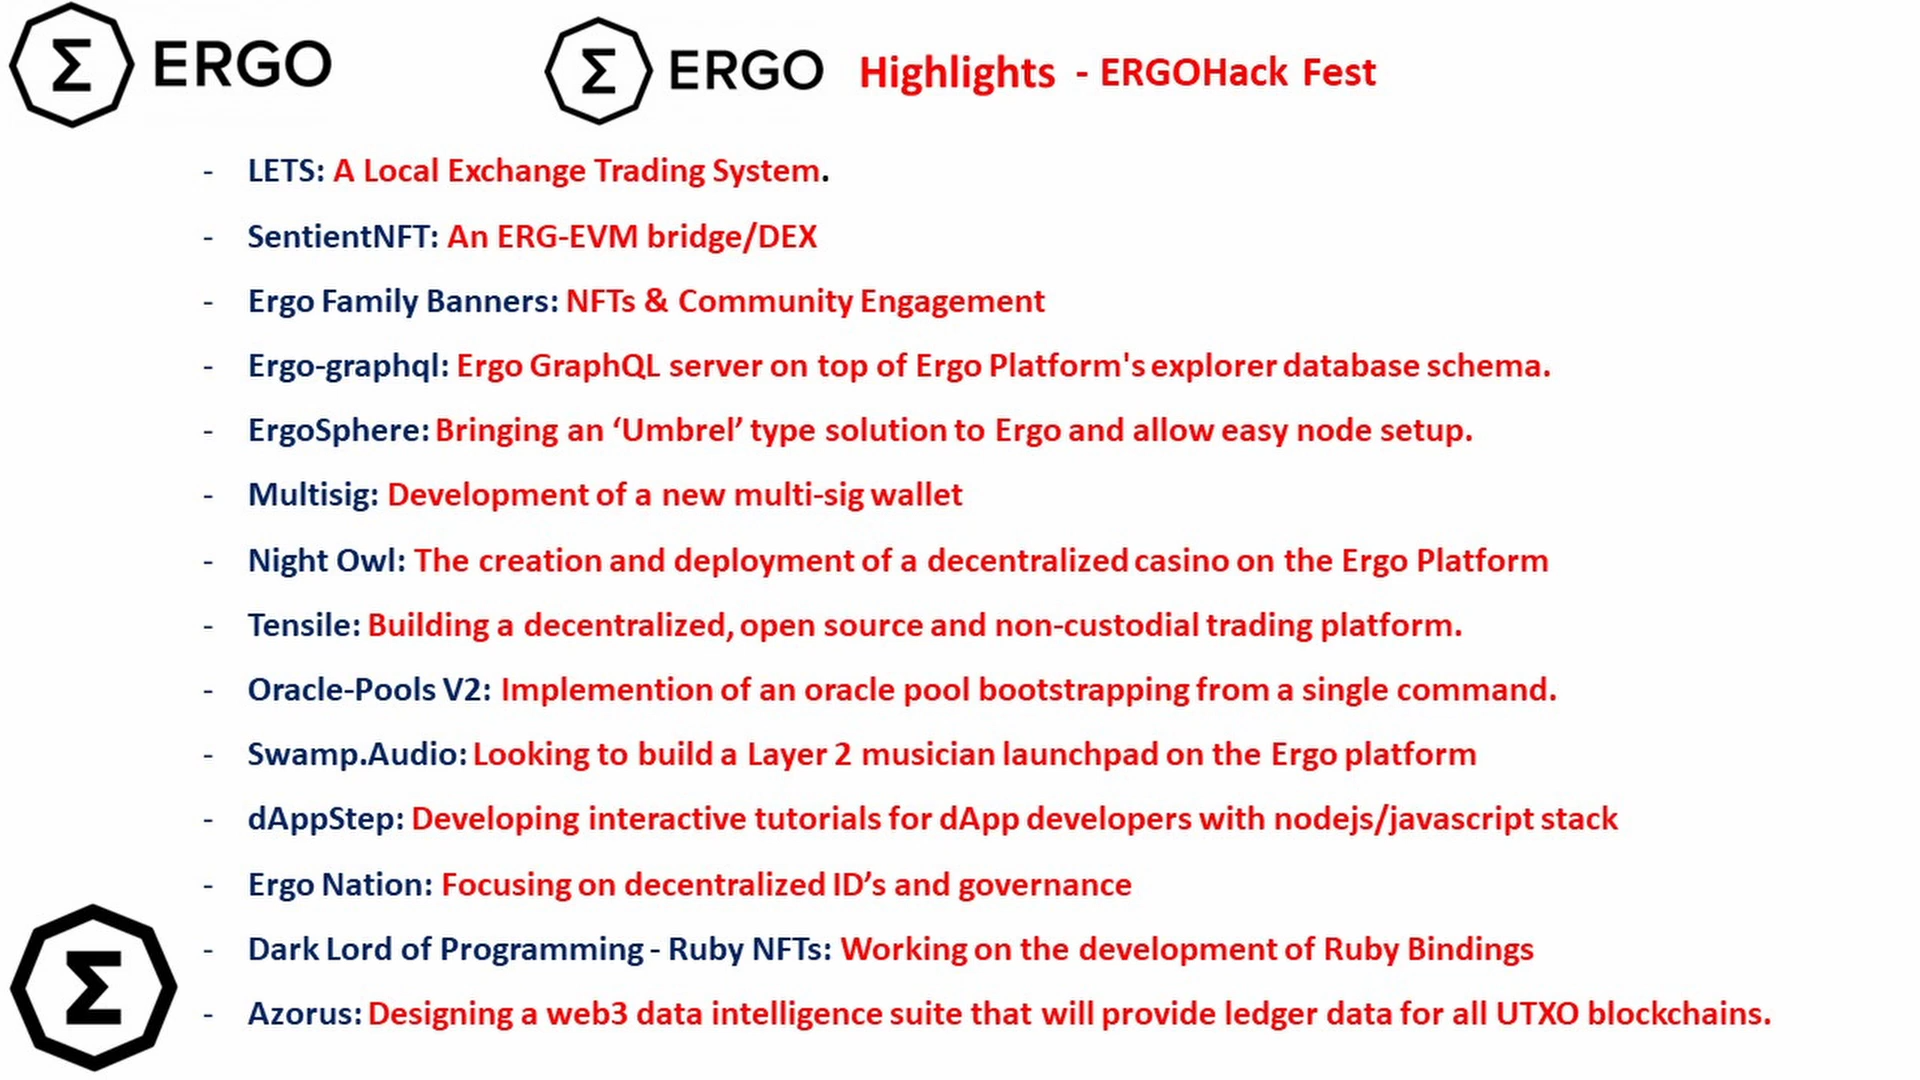 Σ ERGO
Σ ERGO Highlights - ERGOHack Fest
- LETS: A Local Exchange Trading System.
- SentientNFT: An ERG-EVM bridge/DEX
- Ergo Family Banners: NFTs & Community Engagement
- Ergo-graphql: Ergo GraphQL server on top of Ergo Platform's explorer database schema.
- ErgoSphere: Bringing an ‘Umbrel’ type solution to Ergo and allow easy node setup.
- Multisig: Development of a new multi-sig wallet
- Night Owl: The creation and deployment of a decentralized casino on the Ergo Platform
- Tensile: Building a decentralized, open source and non-custodial trading platform.
- Oracle-Pools V2: Implemention of an oracle pool bootstrapping from a single command.
- Swamp.Audio: Looking to build a Layer 2 musician launchpad on the Ergo platform
- dAppStep: Developing interactive tutorials for dApp developers with nodejs/javascript stack
- Ergo Nation: Focusing on decentralized ID’s and governance
- Dark Lord of Programming - Ruby NFTs: Working on the development of Ruby Bindings
- Azorus: Designing a web3 data intelligence suite that will provide ledger data for all UTXO blockchains.
Σ